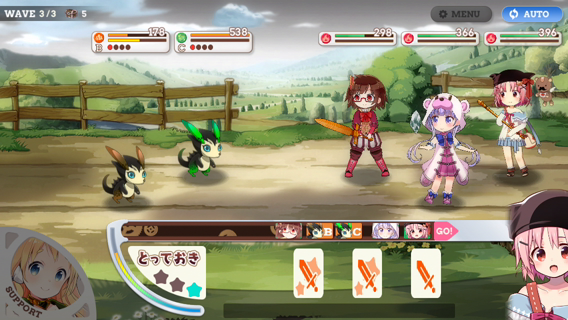 WAVE 3/3 5
MENU
AUTO
178
B
538
C
298
366
396
B
C
GO!
とっておき
SUPPORT